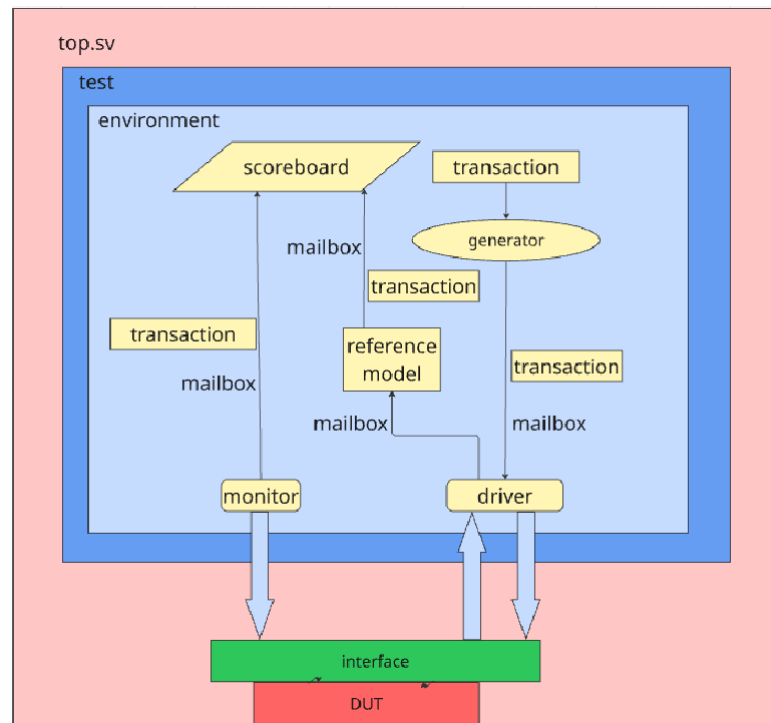 top.sv
test
environment
scoreboard
transaction
generator
mailbox
transaction
transaction
reference
model
transaction
mailbox
mailbox
mailbox
monitor
driver
interface
DUT